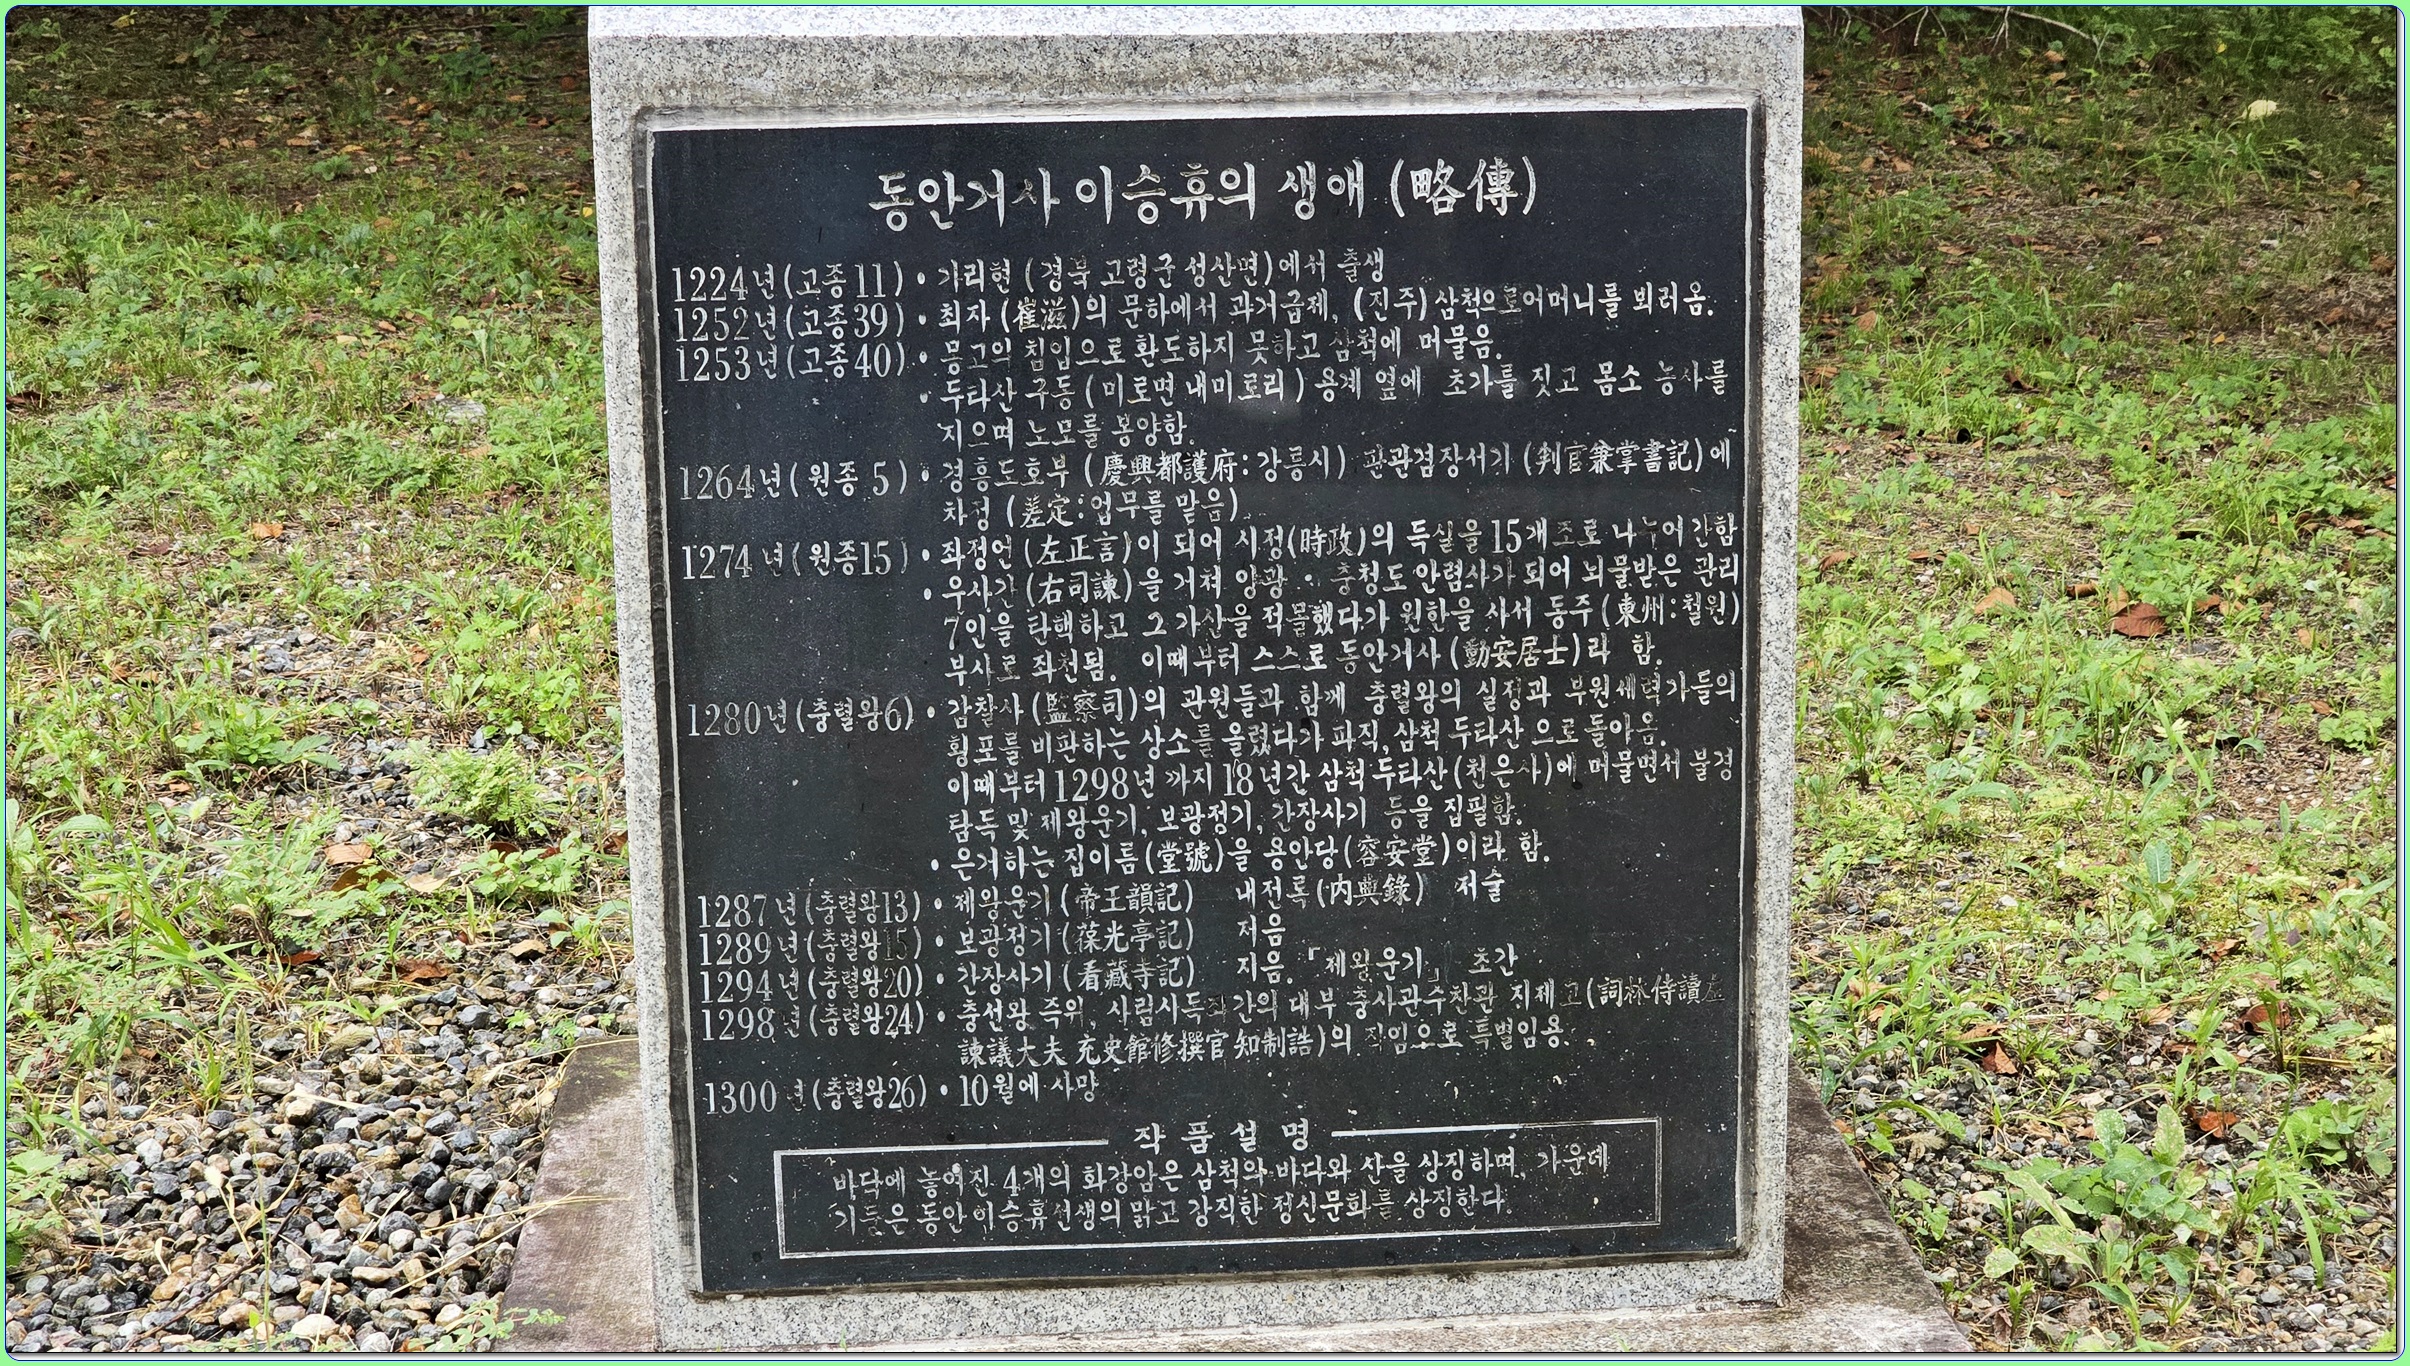 동안거사 이승휴의 생애 (略傳)
1224년(고종11) • 가리현 (경북 고령군 성산면)에서 출생
1252년(고종39) • 최자 (崔滋)의 문하에서 과거급제, (진주) 삼척으로어머니를 뵈러옴.
1253년(고종40) • 몽고의 침입으로 환도하지 못하고 삼척에 머물음.
• 두타산 구동 (미로면 내미로리) 용계 옆에 초가를 짓고 몸소 농사를
지으며 노모를 봉양함.
1264년(원종 5) • 경흥도호부 (慶興都護府:강릉시) 판관겸장서기 (判官兼掌書記)에
차정 (差定:업무를 맡음)
1274년(원종15) • 좌정언 (左正言)이 되어 시정(時政)의 득실을 15개조로 나누어 간함
• 우사간 (右司諫)을 거쳐 양광 · 충청도 안렴사가 되어 뇌물받은 관리
7인을 탄핵하고 그 가산을 적몰했다가 원한을 사서 동주 (東州:철원)
부사로 좌천됨. 이때부터 스스로 동안거사 (動安居士)라 함.
1280년(충렬왕6) • 감찰사 (監察司)의 관원들과 함께 충렬왕의 실정과 부원세력가들의
횡포를 비판하는 상소를 올렸다가 파직, 삼척 두타산으로 돌아옴.
이때부터 1298년 까지 18년간 삼척 두타산 (천은사)에 머물면서 불경
탐독 및 제왕운기, 보광정기, 간장사기 등을 집필함.
• 은거하는 집이름 (堂號)을 용안당(容安堂)이라 함.
1287년(충렬왕13) • 제왕운기 (帝王韻記) 내전록 (内典錄) 저술
1289년(충렬왕15) • 보광정기 (葆光亭記) 저음
1294년(충렬왕20) • 간장사기 (看藏寺記) 지음. 「제왕운기」 초간
1298년(충렬왕24) • 충선왕 즉위, 사림시독좌간의 대부 충사관수찬관 지제고 (詞林侍讀左
諫議大夫 充史館修撰官 知制誥)의 직임으로 특별임용.
1300년(충렬왕26) • 10월에 사망
작 품 설 명
바닥에 놓여진 4개의 화강암은 삼척의 바다와 산을 상징하며, 가운데
기둥은 동안 이승휴선생의 맑고 강직한 정신문화를 상징한다.